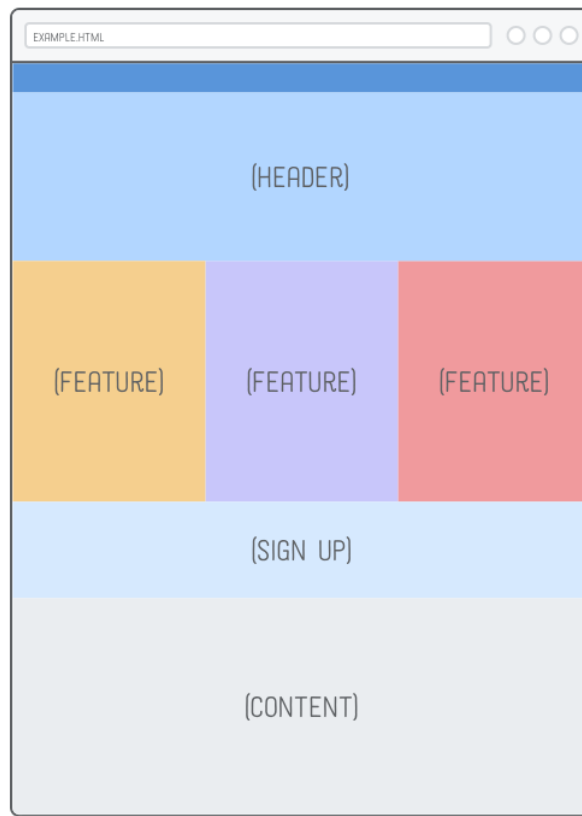 EXAMPLE.HTML
(HEADER)
(FEATURE) (FEATURE) (FEATURE)
(SIGN UP)
(CONTENT)